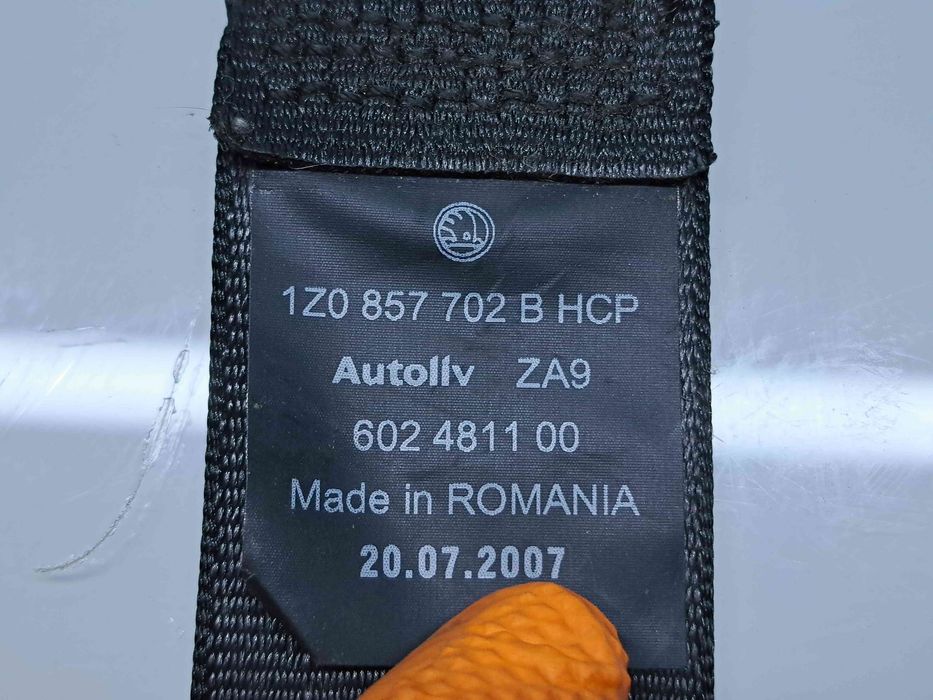 1Z0 857 702 B HCP
Autoliv ZA9
602 4811 00
Made in ROMANIA
20.07.2007